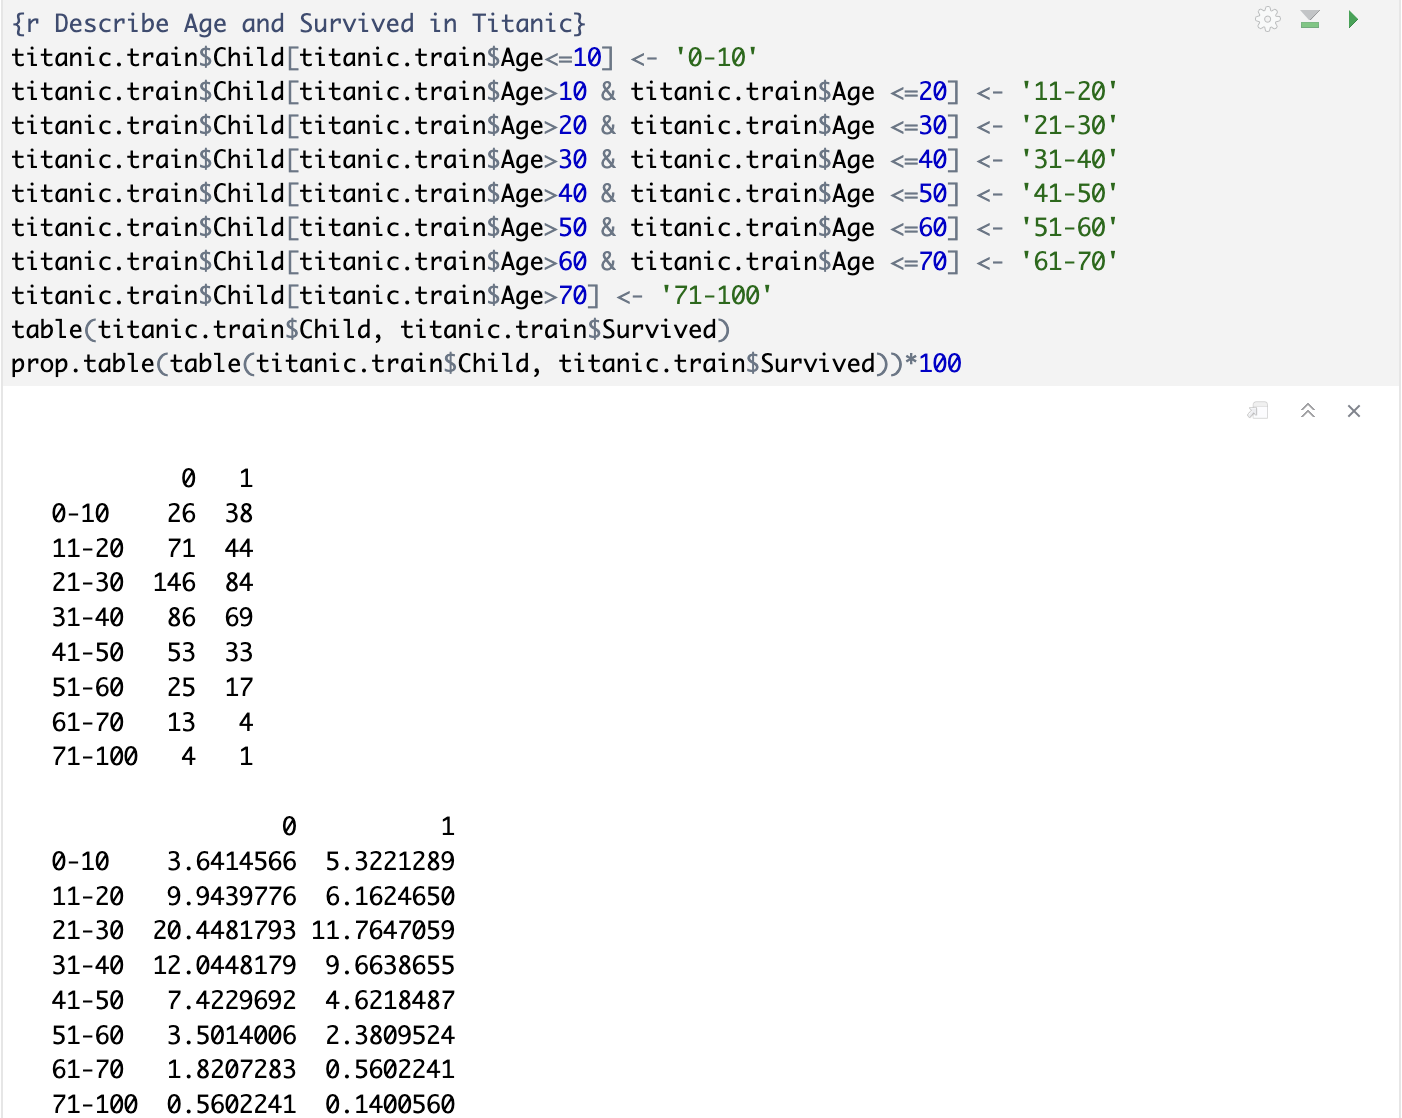 {r Describe Age and Survived in Titanic}
titanic.train$Child[titanic.train$Age<=10] <- '0-10'
titanic.train$Child[titanic.train$Age>10 & titanic.train$Age <=20] <- '11-20'
titanic.train$Child[titanic.train$Age>20 & titanic.train$Age <=30] <- '21-30'
titanic.train$Child[titanic.train$Age>30 & titanic.train$Age <=40] <- '31-40'
titanic.train$Child[titanic.train$Age>40 & titanic.train$Age <=50] <- '41-50'
titanic.train$Child[titanic.train$Age>50 & titanic.train$Age <=60] <- '51-60'
titanic.train$Child[titanic.train$Age>60 & titanic.train$Age <=70] <- '61-70'
titanic.train$Child[titanic.train$Age>70] <- '71-100'
table(titanic.train$Child, titanic.train$Survived)
prop.table(table(titanic.train$Child, titanic.train$Survived))*100
0 1
0-10 26 38
11-20 71 44
21-30 146 84
31-40 86 69
41-50 53 33
51-60 25 17
61-70 13 4
71-100 4 1
0 1
0-10 3.6414566 5.3221289
11-20 9.9439776 6.1624650
21-30 20.4481793 11.7647059
31-40 12.0448179 9.6638655
41-50 7.4229692 4.6218487
51-60 3.5014006 2.3809524
61-70 1.8207283 0.5602241
71-100 0.5602241 0.1400560